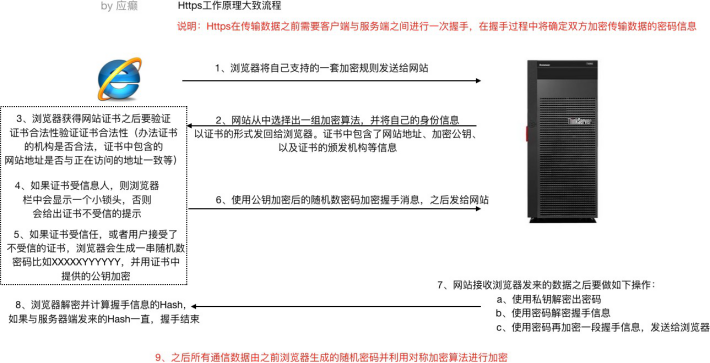 by 应癫
Https工作原理大致流程
说明：Https在传输数据之前需要客户端与服务端之间进行一次握手，在握手过程中将确定双方加密传输数据的密码信息
1、浏览器将自己支持的一套加密规则发送给网站
2、网站从中选择出一组加密算法，并将自己的身份信息
以证书的形式发回给浏览器。证书中包含了网站地址、加密公钥、
以及证书的颁发机构等信息
3、浏览器获得网站证书之后要验证
证书合法性验证证书合法性（办法证书
的机构是否合法，证书中包含的
网站地址是否与正在访问的地址一致等）
4、如果证书受信息人，则浏览器
栏中会显示一个小锁头，否则
会给出证书不受信的提示
5、如果证书受信任，或者用户接受了
不受信的证书，浏览器会生成一串随机数
密码比如XXXXXYYYYYY，并用证书中
提供的公钥加密
6、使用公钥加密后的随机数密码加密握手消息，之后发给网站
ThinkServer
7、网站接收浏览器发来的数据之后要做如下操作：
a、使用私钥解密出密码
b、使用密码解密握手信息
c、使用密码再加密一段握手信息，发送给浏览器
8、浏览器解密并计算握手信息的Hash，
如果与服务器端发来的Hash一直，握手结束
9、之后所有通信数据由之前浏览器生成的随机密码并利用对称加密算法进行加密